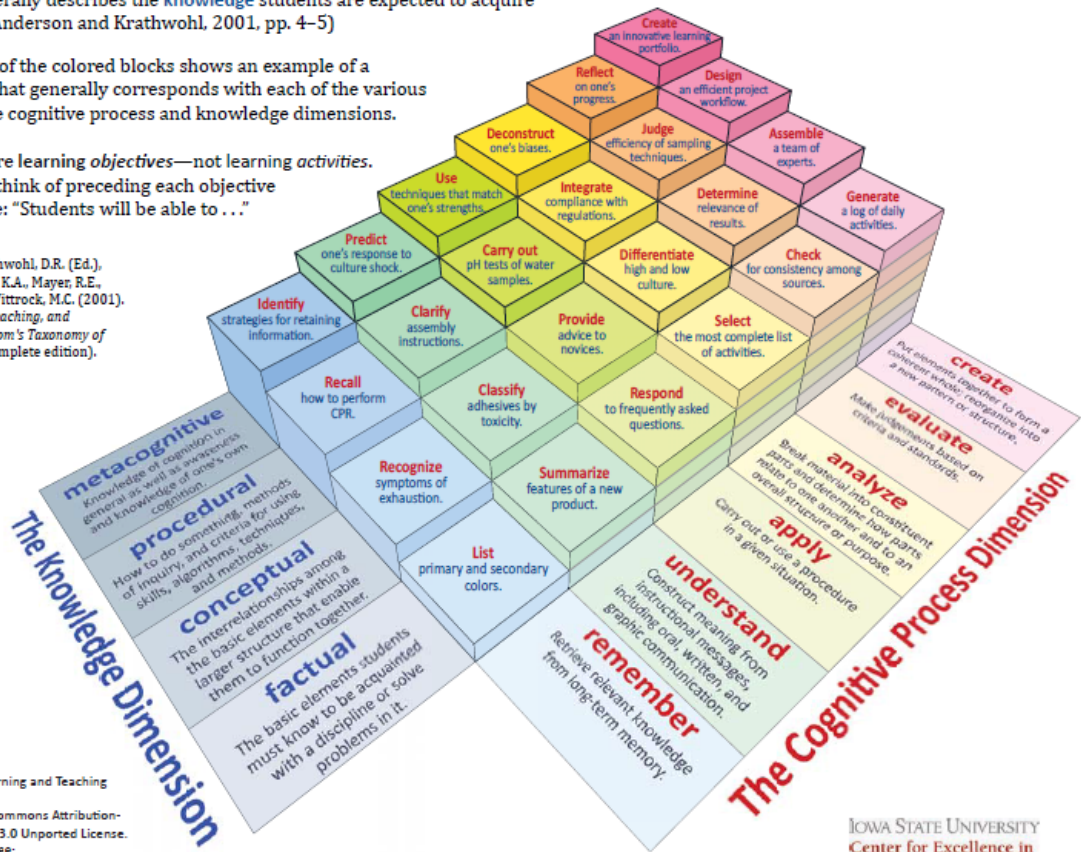 erally describes the knowledge students are expected to acquire
Anderson and Krathwohl, 2001, pp. 4–5)
of the colored blocks shows an example of a
hat generally corresponds with each of the various
e cognitive process and knowledge dimensions.
re learning objectives—not learning activities.
think of preceding each objective
e: “Students will be able to . . .”
hwohl, D.R. (Ed.),
K.A., Mayer, R.E.,
Wittrock, M.C. (2001).
aching, and
om's Taxonomy of
mplete edition).
Create
an innovative learning
portfolio.
Reflect
on one's
progress.
Design
an efficient project
workflow.
Deconstruct
one's biases.
Judge
efficiency of sampling
techniques.
Assemble
a team of
experts.
Use
techniques that match
one's strengths.
Integrate
compliance with
regulations.
Determine
relevance of
results.
Generate
a log of daily
activities.
Predict
one's response to
culture shock.
Carry out
pH tests of water
samples.
Differentiate
high and low
culture.
Check
for consistency among
sources.
Identify
strategies for retaining
information.
Clarify
assembly
instructions.
Provide
advice to
novices.
Select
the most complete list
of activities.
Recall
how to perform
CPR.
Classify
adhesives by
toxicity.
Respond
to frequently asked
questions.
Recognize
symptoms of
exhaustion.
Summarize
features of a new
product.
List
primary and secondary
colors.
The Knowledge Dimension
metacognitive
Knowledge of cognition in
general as well as awareness
and knowledge of one's own
cognition.
procedural
How to do something, methods
of inquiry, and criteria for using
skills, algorithms, techniques,
and methods.
conceptual
The interrelationships among
the basic elements within a
larger structure that enable
them to function together.
factual
The basic elements students
must know to be acquainted
with a discipline or solve
problems in it.
The Cognitive Process Dimension
create
Put elements together to form a
coherent whole; reorganize into
a new pattern or structure.
evaluate
Make judgements based on
criteria and standards.
analyze
Break material into constituent
parts and determine how parts
relate to one another and to an
overall structure or purpose.
apply
Carry out or use a procedure
in a given situation.
understand
Construct meaning from
instructional messages,
including oral, written, and
graphic communication.
remember
Retrieve relevant knowledge
from long-term memory.
rning and Teaching
ommons Attribution-
3.0 Unported License.
IOWA STATE UNIVERSITY
Center for Excellence in